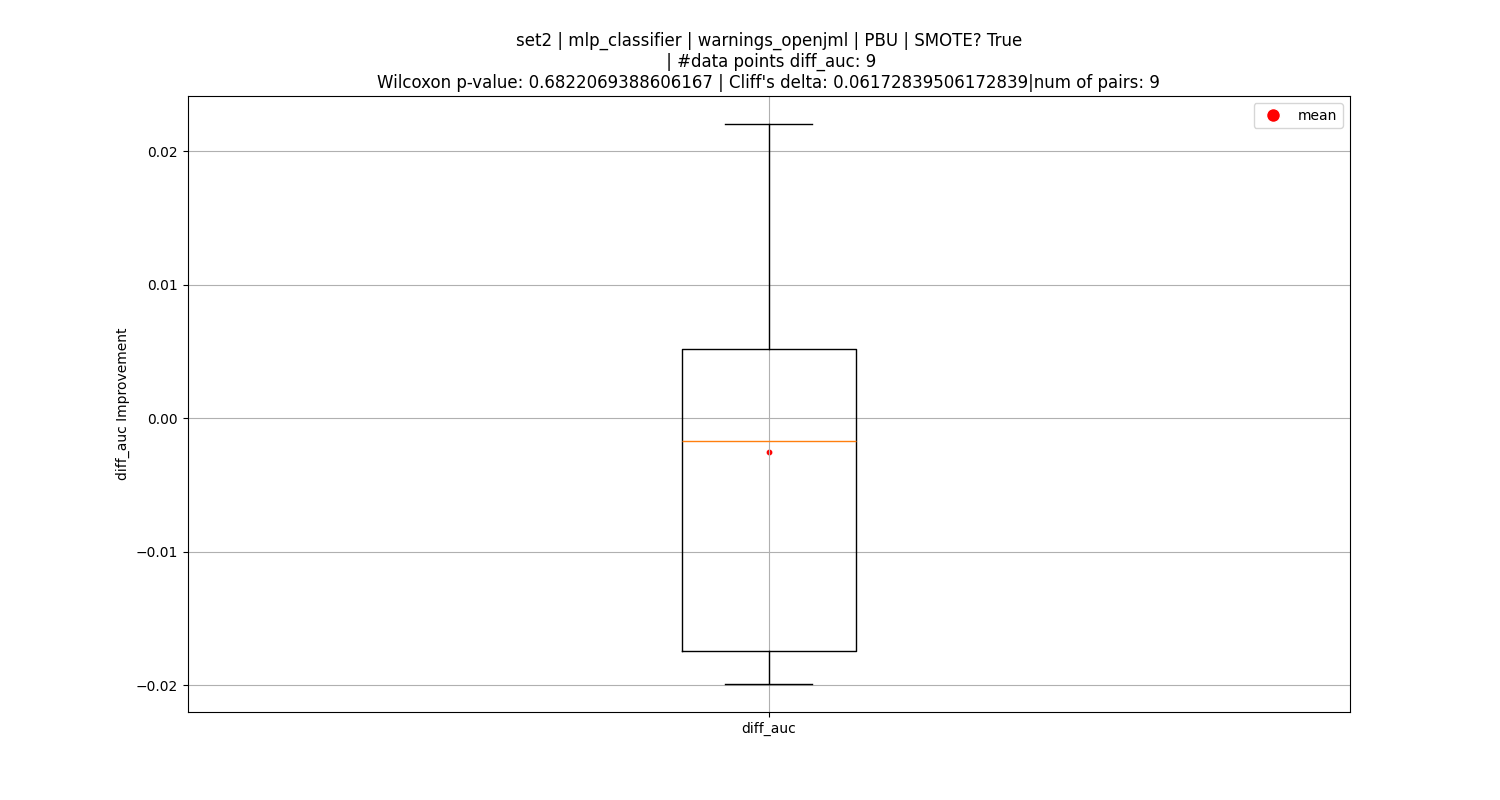 set2 | mlp_classifier | warnings_openjml | PBU | SMOTE? True
| #data points diff_auc: 9
Wilcoxon p-value: 0.6822069388606167 | Cliff's delta: 0.06172839506172839|num of pairs: 9
mean
0.02
0.01
0.00
−0.01
−0.02
diff_auc Improvement
diff_auc